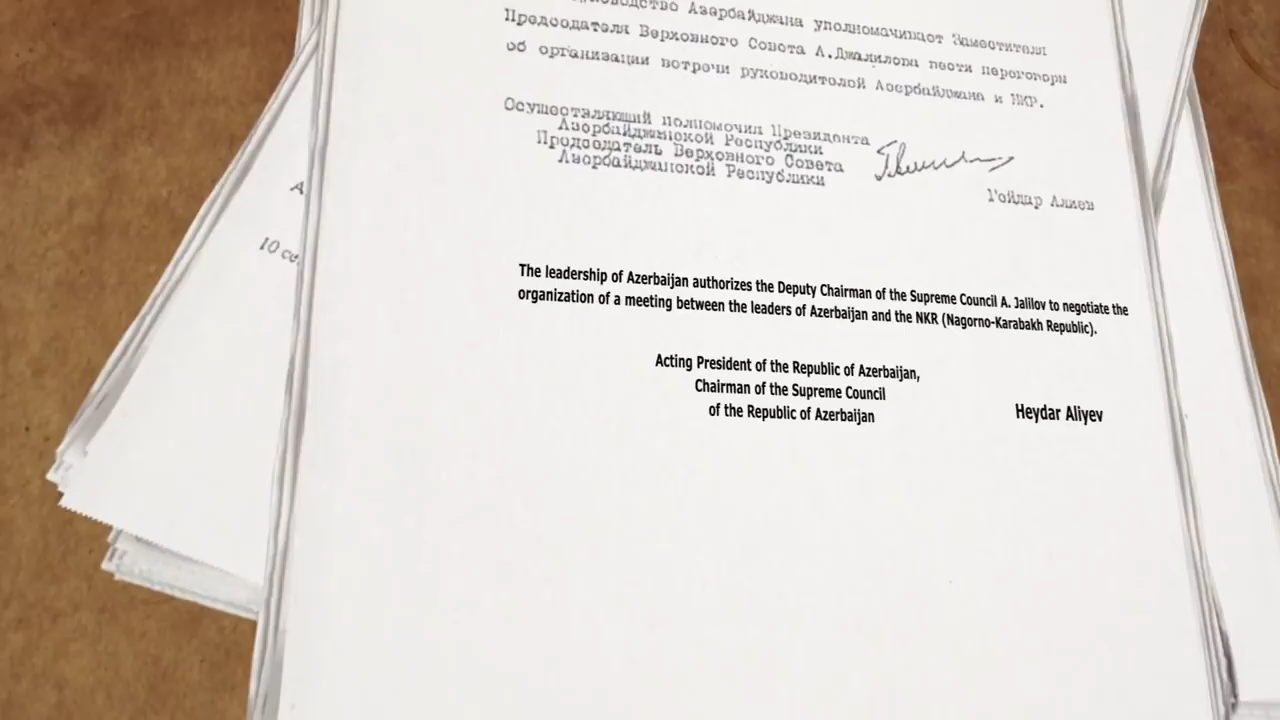 Азербайджана уполномачивает Заместителя
Председателя Верховного Совета А.Джалилова вести переговоры
об организации встречи руководителей Азербайджана и НКР.
Осуществляющий полномочия Президента
Азербайджанской Республики
Председатель Верховного Совета
Азербайджанской Республики
Гейдар Алиев
The leadership of Azerbaijan authorizes the Deputy Chairman of the Supreme Council A. Jalilov to negotiate the
organization of a meeting between the leaders of Azerbaijan and the NKR (Nagorno-Karabakh Republic).
Acting President of the Republic of Azerbaijan,
Chairman of the Supreme Council
of the Republic of Azerbaijan
Heydar Aliyev
10